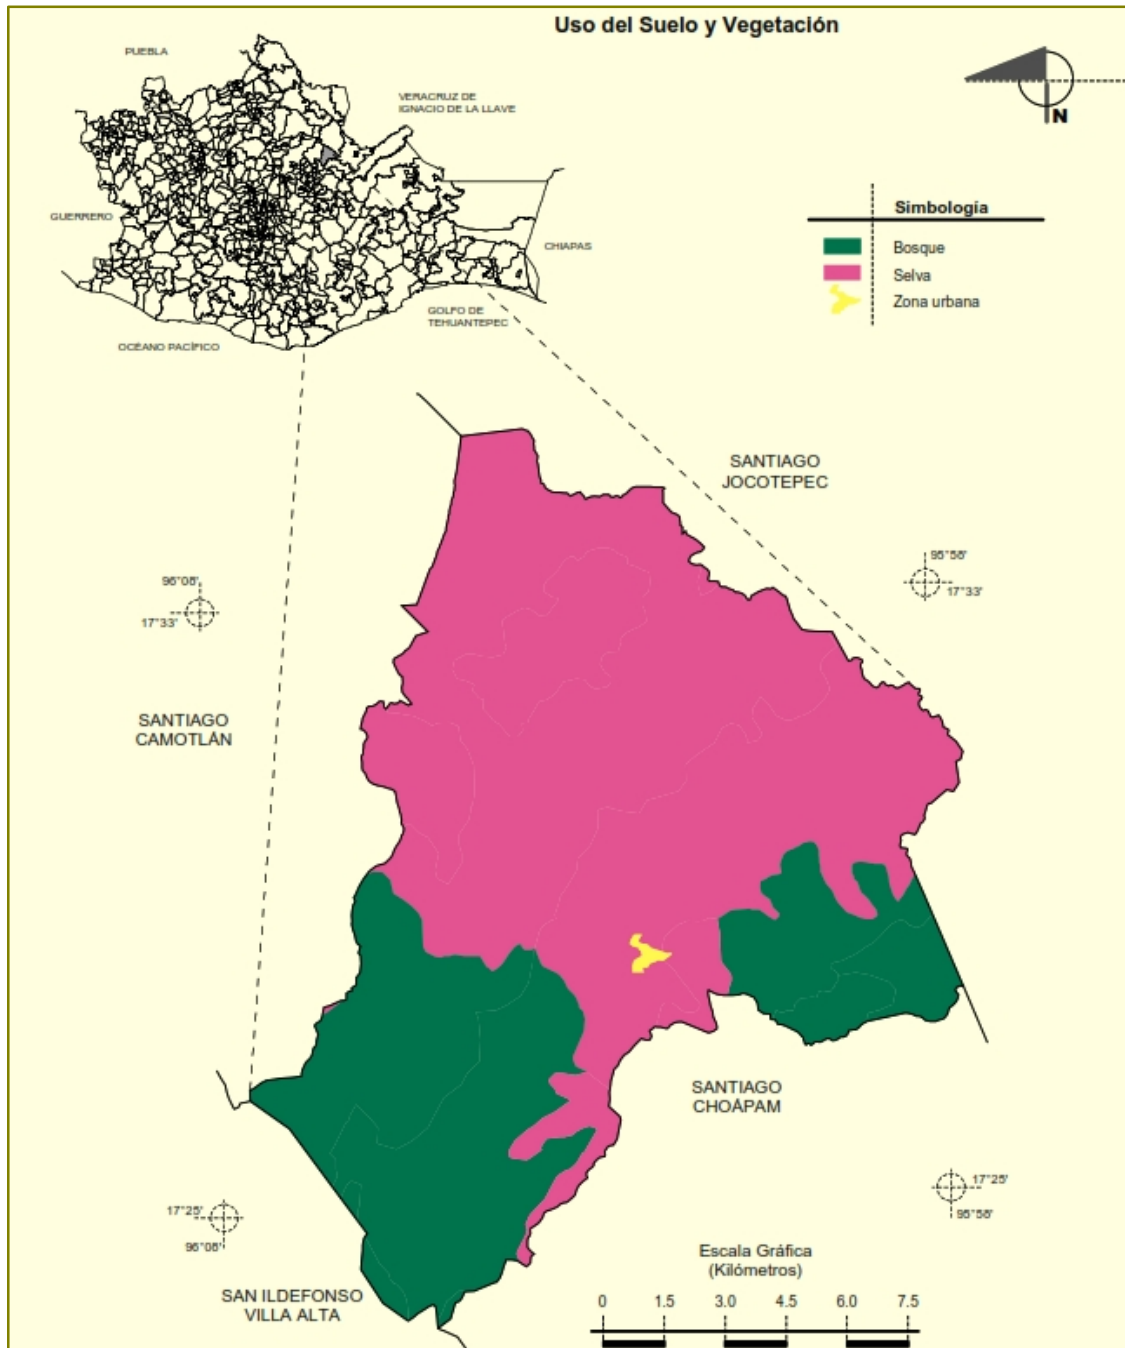 Uso del Suelo y Vegetación
PUEBLA
VERACRUZ DE
IGNACIO DE LA LLAVE
GUERRERO
CHIAPAS
GOLFO DE
TEHUANTEPEC
OCÉANO PACÍFICO
N
Simbología
Bosque
Selva
Zona urbana
SANTIAGO
JOCOTEPEC
96°08'
17°33'
95°58'
17°33'
SANTIAGO
CAMOTLÁN
SANTIAGO
CHOÁPAM
17°25'
96°08'
17°25'
95°58'
SAN ILDEFONSO
VILLA ALTA
Escala Gráfica
(Kilómetros)
0 1.5 3.0 4.5 6.0 7.5